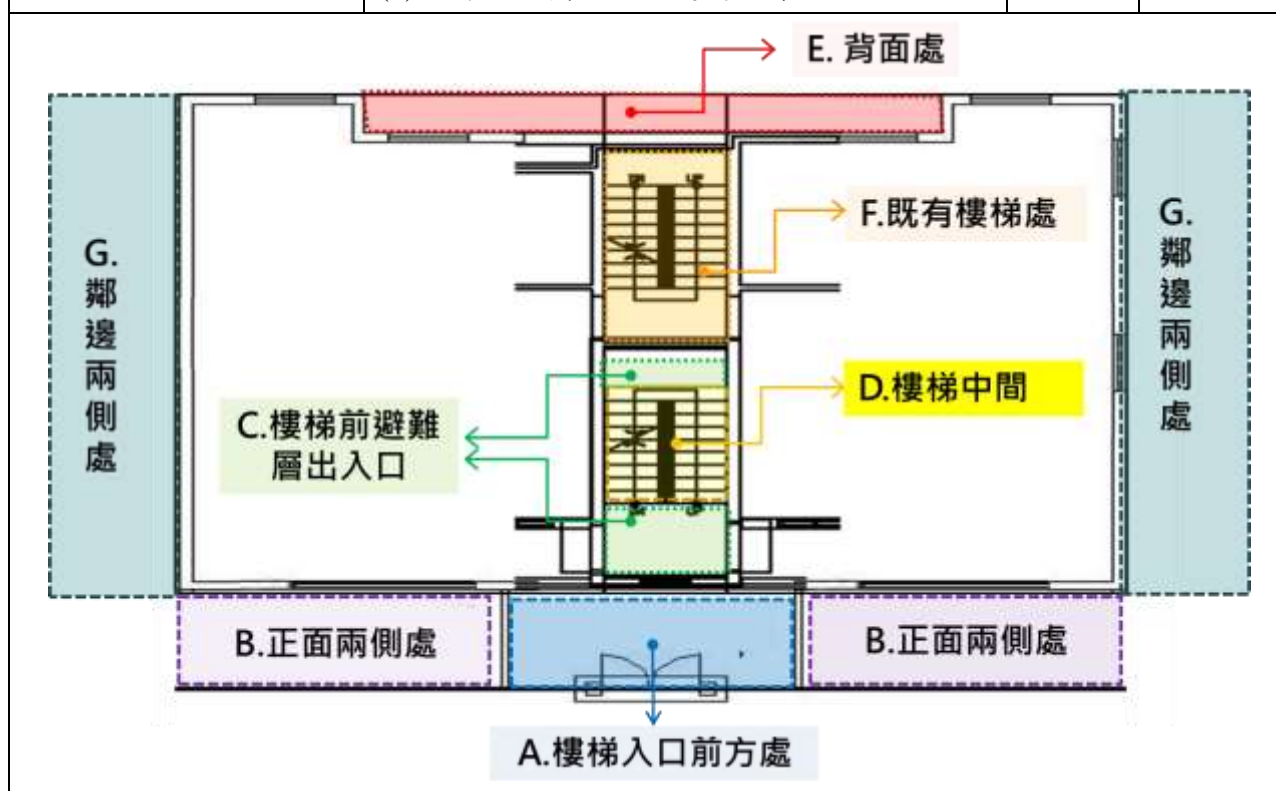 E. 背面處
F.既有樓梯處
G.
鄰
邊
兩
側
處
G.
鄰
邊
兩
側
處
D.樓梯中間
C.樓梯前避難
層出入口
B.正面兩側處
B.正面兩側處
A.樓梯入口前方處